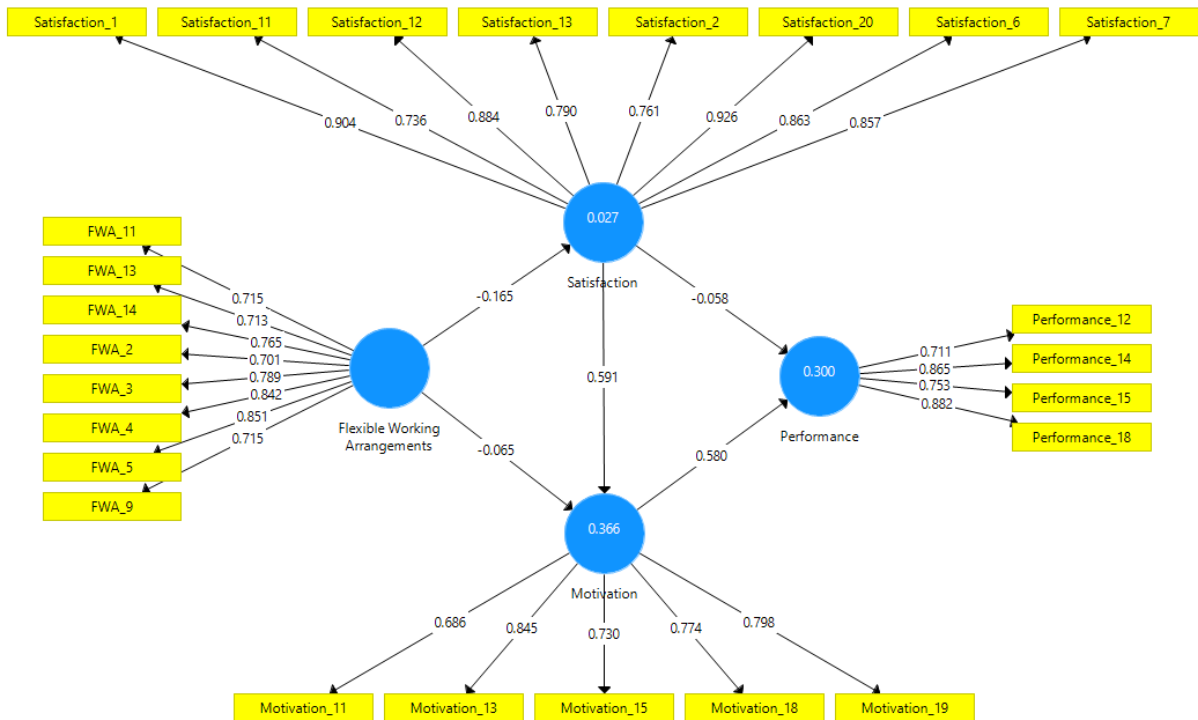 Satisfaction_1
Satisfaction_11
Satisfaction_12
Satisfaction_13
Satisfaction_2
Satisfaction_20
Satisfaction_6
Satisfaction_7
0.904
0.736
0.884
0.790
0.761
0.926
0.863
0.857
0.027
Satisfaction
FWA_11
FWA_13
FWA_14
FWA_2
FWA_3
FWA_4
FWA_5
FWA_9
0.715
0.713
0.765
0.701
0.789
0.842
0.851
0.715
Flexible Working
Arrangements
-0.165
-0.065
0.591
-0.058
0.580
0.300
Performance
0.711
0.865
0.753
0.882
Performance_12
Performance_14
Performance_15
Performance_18
0.366
Motivation
0.686
0.845
0.730
0.774
0.798
Motivation_11
Motivation_13
Motivation_15
Motivation_18
Motivation_19